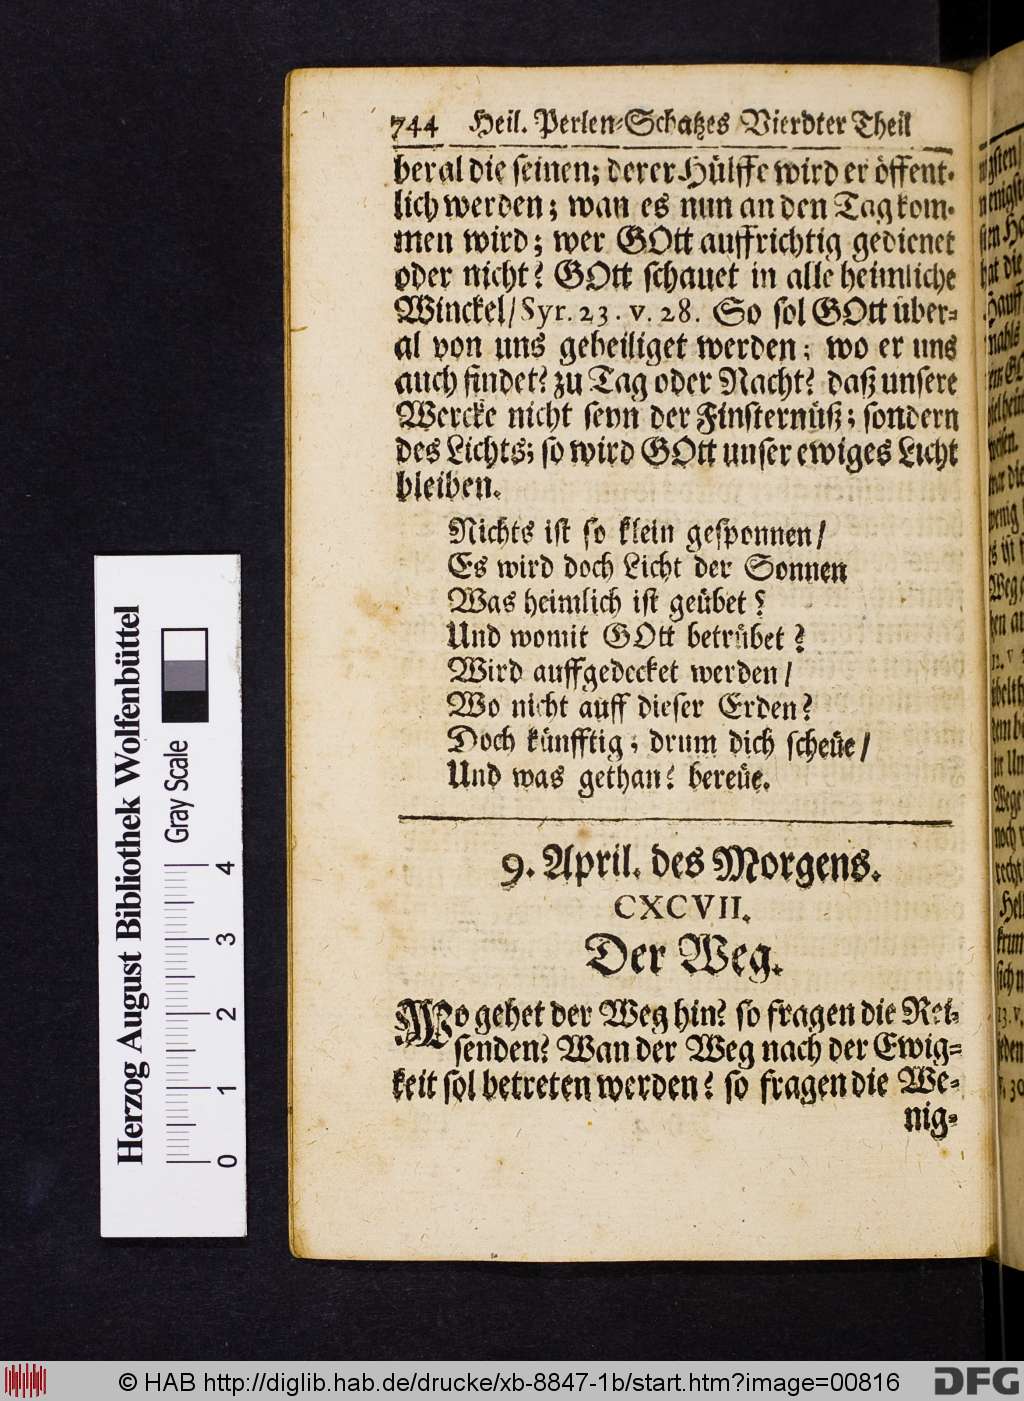 744 Heil. Perlen-Schatzes Vierdter Theil
ber al die seinen; derer Hülffe wird er öffent-
lich werden; wan es nun an den Tag kom-
men wird; wer GOtt auffrichtig gedienet
oder nicht? GOtt schauet in alle heimliche
Winckel/ Syr. 23. v. 28. So sol GOtt über-
al von uns geheiliget werden; wo er uns
auch findet? zu Tag oder Nacht? daß unsere
Wercke nicht seyn der Finsternüß; sondern
des Lichts; so wird GOtt unser ewiges Licht
bleiben.
Nichts ist so klein gesponnen/
Es wird doch Licht der Sonnen
Was heimlich ist geübet?
Und womit GOtt betrübet?
Wird auffgedecket werden/
Wo nicht auff dieser Erden?
Doch künfftig; drum dich scheüe/
Und was gethan? bereüe.
9. April. des Morgens.
CXCVII.
Der Weg.
Wo gehet der Weg hin? so fragen die Rei-
senden? Wan der Weg nach der Ewig-
keit sol betreten werden? so fragen die We-
nig-
Herzog August Bibliothek Wolfenbüttel
Gray Scale
0 1 2 3 4
© HAB http://diglib.hab.de/drucke/xb-8847-1b/start.htm?image=00816
DFG